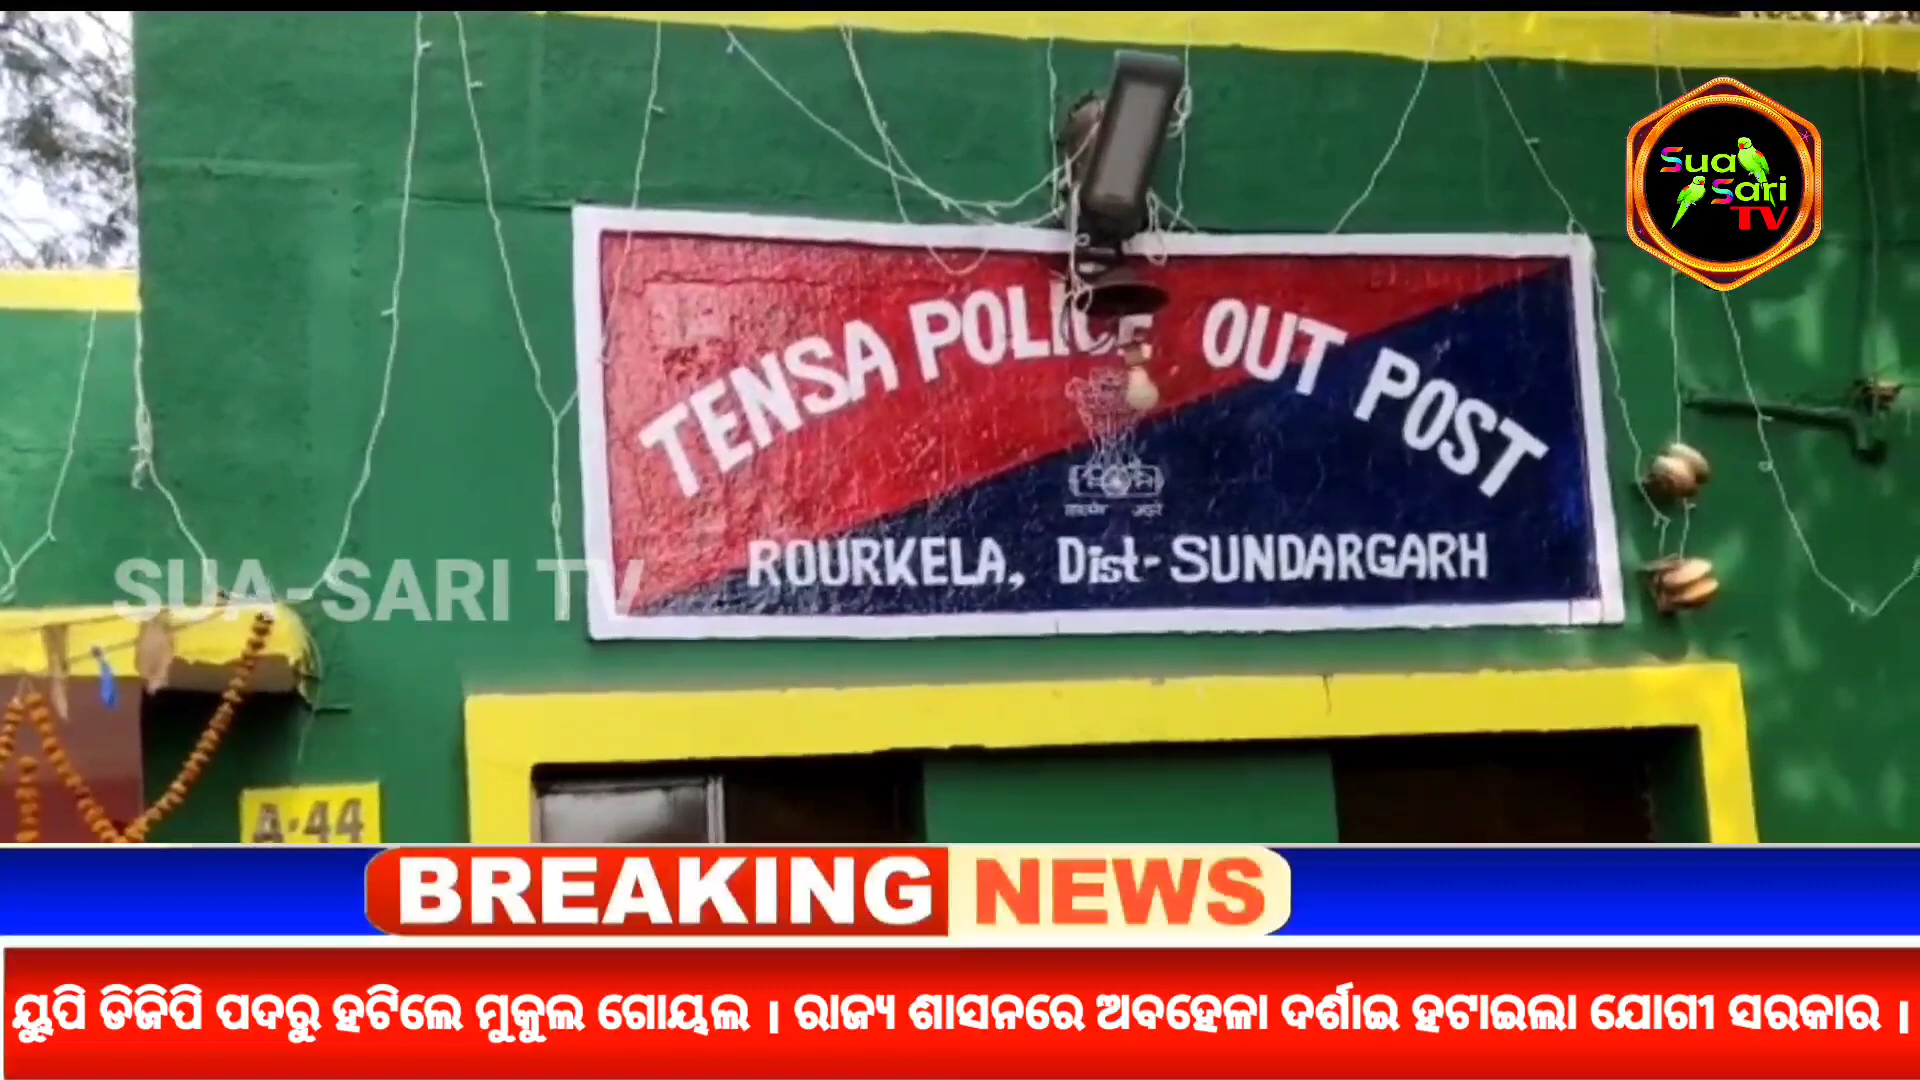 Sua
Sari
TV
TENSA POLICE OUT POST
ROURKELA, Dist-SUNDARGARH
SUA-SARI TV
A-44
BREAKING NEWS
ୟୁପି ଡିଜିପି ପଦରୁ ହଟିଲେ ମୁକୁଲ ଗୋୟଲ । ରାଜ୍ୟ ଶାସନରେ ଅବହେଳା ଦର୍ଶାଇ ହଟାଇଲା ଯୋଗୀ ସରକାର ।